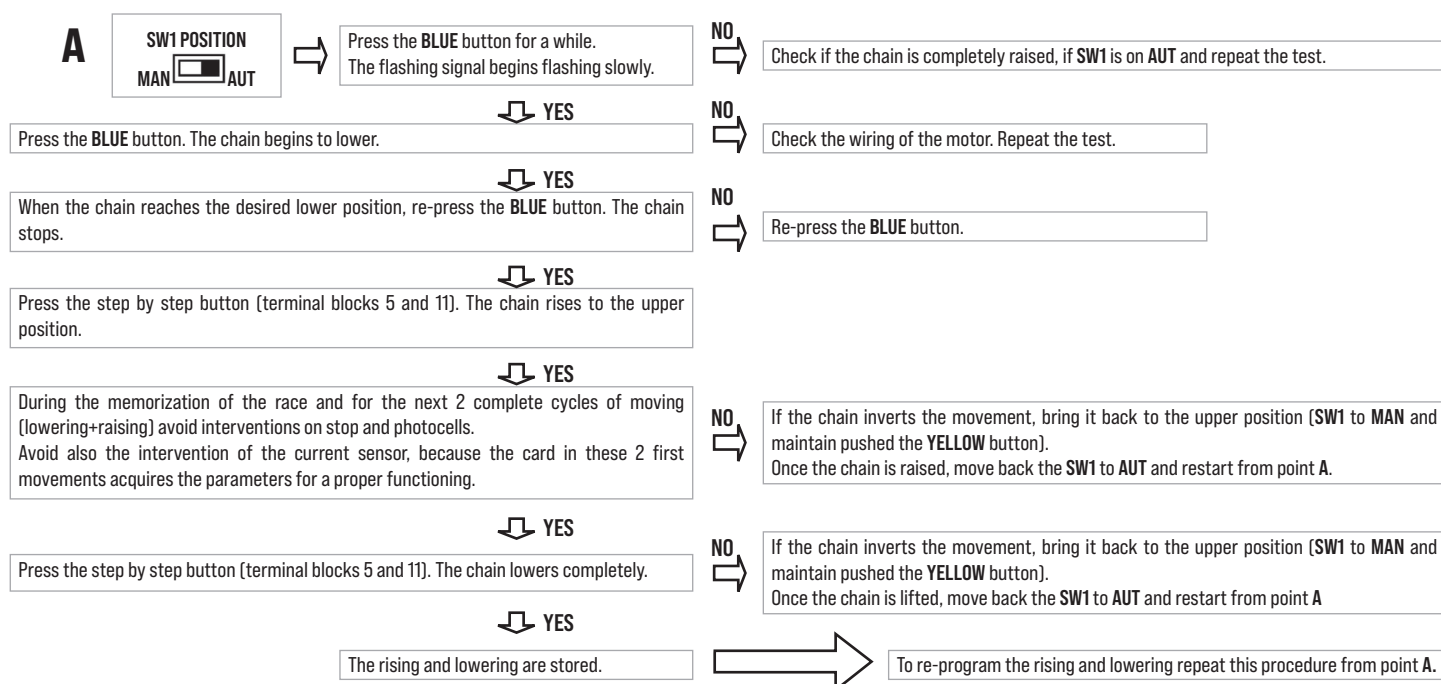 A
SW1 POSITION
MAN AUT
Press the BLUE button for a while.
The flashing signal begins flashing slowly.
NO
Check if the chain is completely raised, if SW1 is on AUT and repeat the test.
YES
Press the BLUE button. The chain begins to lower.
NO
Check the wiring of the motor. Repeat the test.
YES
When the chain reaches the desired lower position, re-press the BLUE button. The chain
stops.
NO
Re-press the BLUE button.
YES
Press the step by step button (terminal blocks 5 and 11). The chain rises to the upper
position.
YES
During the memorization of the race and for the next 2 complete cycles of moving
(lowering+raising) avoid interventions on stop and photocells.
Avoid also the intervention of the current sensor, because the card in these 2 first
movements acquires the parameters for a proper functioning.
NO
If the chain inverts the movement, bring it back to the upper position (SW1 to MAN and
maintain pushed the YELLOW button).
Once the chain is raised, move back the SW1 to AUT and restart from point A.
YES
Press the step by step button (terminal blocks 5 and 11). The chain lowers completely.
NO
If the chain inverts the movement, bring it back to the upper position (SW1 to MAN and
maintain pushed the YELLOW button).
Once the chain is lifted, move back the SW1 to AUT and restart from point A
YES
The rising and lowering are stored.
To re-program the rising and lowering repeat this procedure from point A.